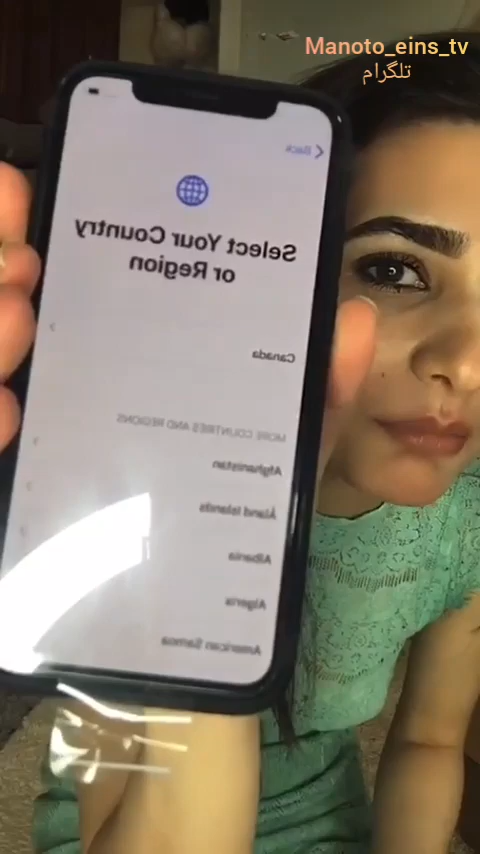 Manoto_eins_tv
تلگرام
Back
Select Your Country
or Region
Canada
MORE COUNTRIES AND REGIONS
Afghanistan
Åland Islands
Albania
Algeria
American Samoa